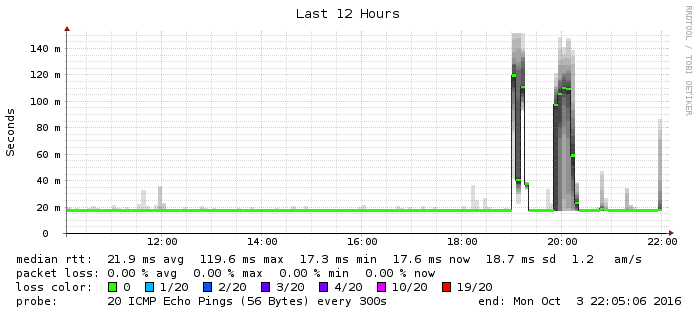 Last 12 Hours
RRDTOOL / TOBI OETIKER
Seconds
140 m
120 m
100 m
80 m
60 m
40 m
20 m
0
12:00 14:00 16:00 18:00 20:00 22:00
median rtt: 21.9 ms avg 119.6 ms max 17.3 ms min 17.6 ms now 18.7 ms sd 1.2 am/s
packet loss: 0.00 % avg 0.00 % max 0.00 % min 0.00 % now
loss color: 0 1/20 2/20 3/20 4/20 10/20 19/20
probe: 20 ICMP Echo Pings (56 Bytes) every 300s end: Mon Oct 3 22:05:06 2016